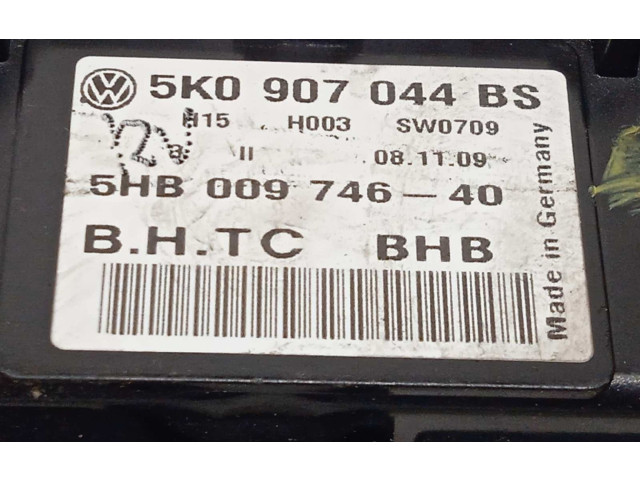 5K0 907 044 BS
H15 H003 SW0709
II 08.11.09
5HB 009 746-40
B.H.TC BHB
Made in Germany